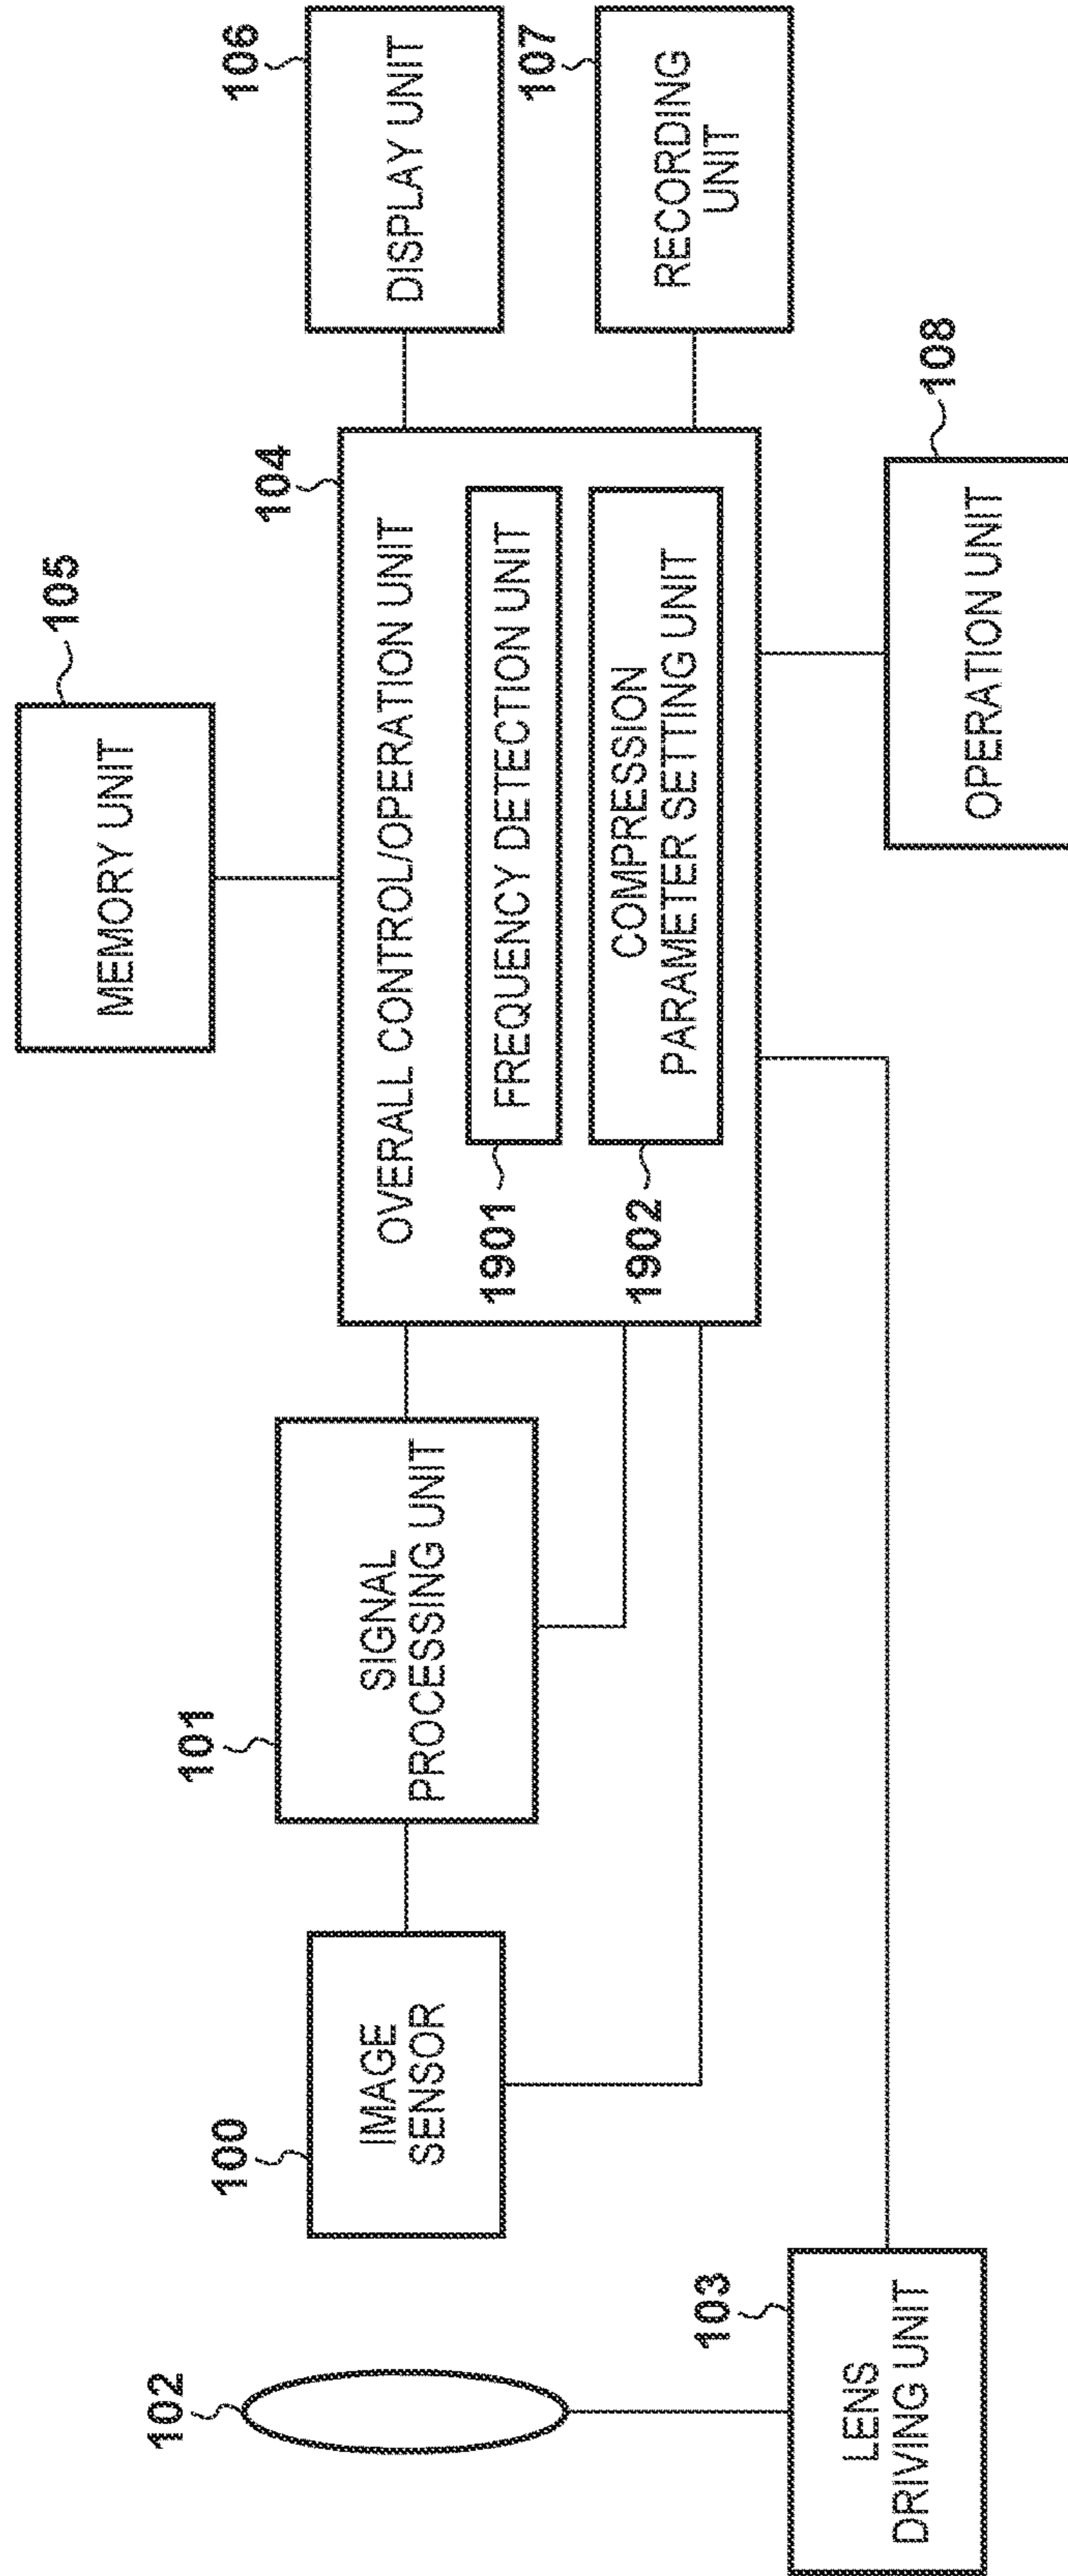 102
LENS
DRIVING UNIT
103
100
IMAGE
SENSOR
101
SIGNAL
PROCESSING UNIT
105
MEMORY UNIT
104
OVERALL CONTROL/OPERATION UNIT
1901
FREQUENCY DETECTION UNIT
1902
COMPRESSION
PARAMETER SETTING UNIT
106
DISPLAY UNIT
107
RECORDING
UNIT
108
OPERATION UNIT